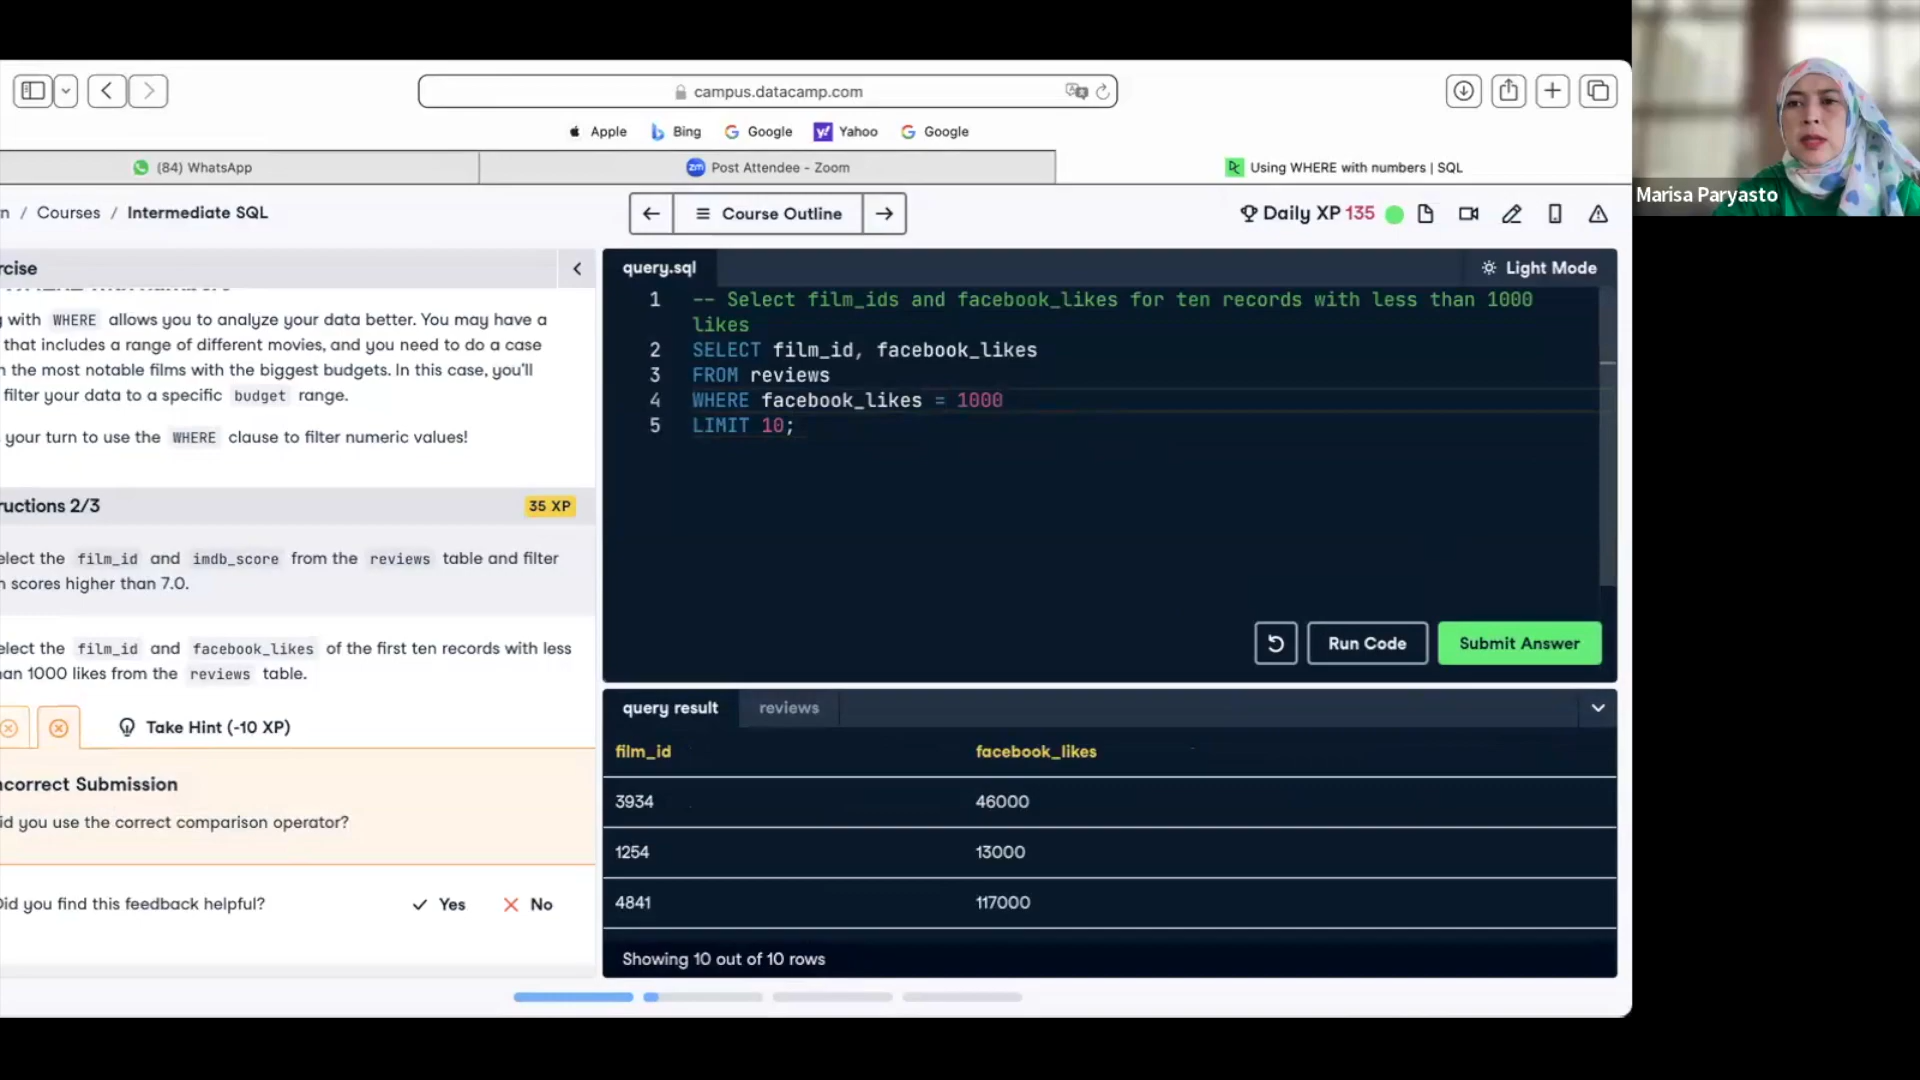 campus.datacamp.com
Apple
Bing
Google
Yahoo
Google
(84) WhatsApp
zm Post Attendee - Zoom
Using WHERE with numbers | SQL
Marisa Paryasto
n / Courses / Intermediate SQL
Course Outline
Daily XP 135
rcise
g with WHERE allows you to analyze your data better. You may have a
that includes a range of different movies, and you need to do a case
n the most notable films with the biggest budgets. In this case, you'll
filter your data to a specific budget range.
your turn to use the WHERE clause to filter numeric values!
ructions 2/3
35 XP
elect the film_id and imdb_score from the reviews table and filter
n scores higher than 7.0.
elect the film_id and facebook_likes of the first ten records with less
an 1000 likes from the reviews table.
Take Hint (-10 XP)
ncorrect Submission
id you use the correct comparison operator?
Did you find this feedback helpful?
Yes
No
query.sql
Light Mode
1 -- Select film_ids and facebook_likes for ten records with less than 1000
likes
2 SELECT film_id, facebook_likes
3 FROM reviews
4 WHERE facebook_likes = 1000
5 LIMIT 10;
Run Code
Submit Answer
query result
reviews
film_id facebook_likes
3934 46000
1254 13000
4841 117000
Showing 10 out of 10 rows